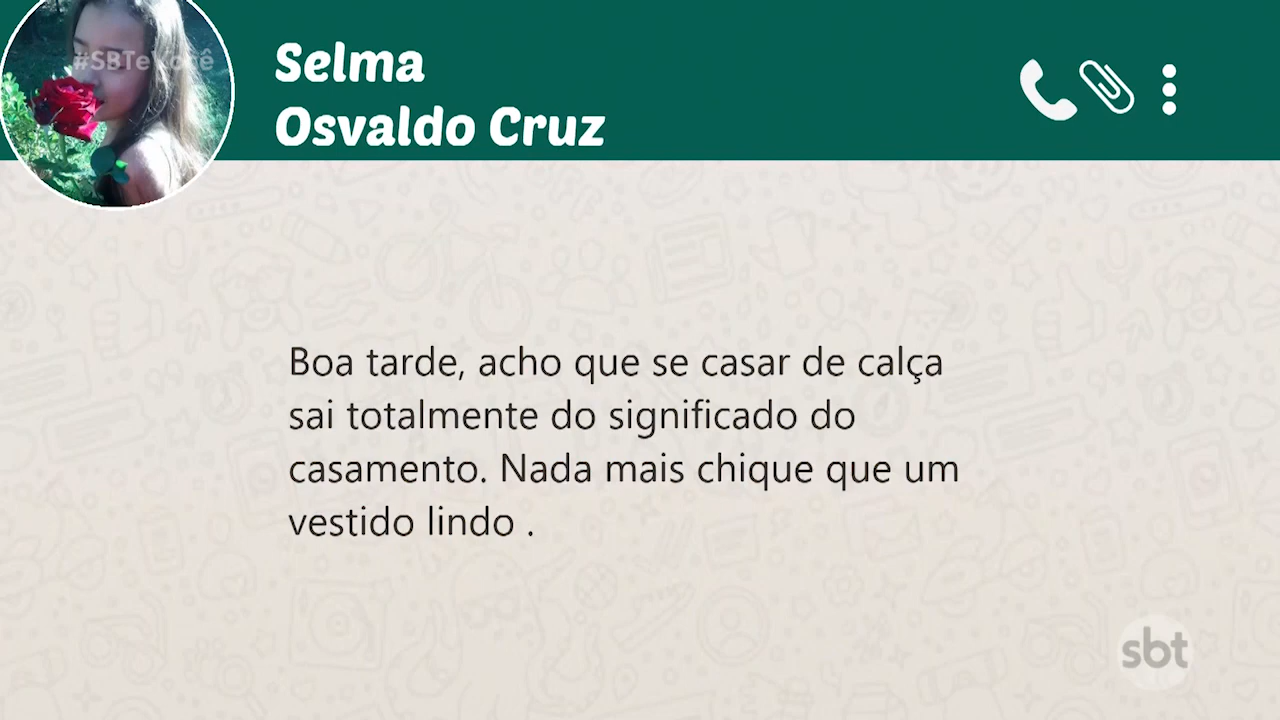 #SBTeVocê
Selma
Osvaldo Cruz
Boa tarde, acho que se casar de calça
sai totalmente do significado do
casamento. Nada mais chique que um
vestido lindo .
sbt